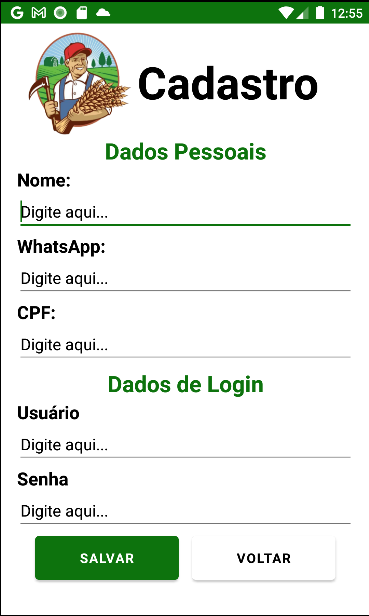 12:55
Cadastro
Dados Pessoais
Nome:
Digite aqui...
WhatsApp:
Digite aqui...
CPF:
Digite aqui...
Dados de Login
Usuário
Digite aqui...
Senha
Digite aqui...
SALVAR VOLTAR